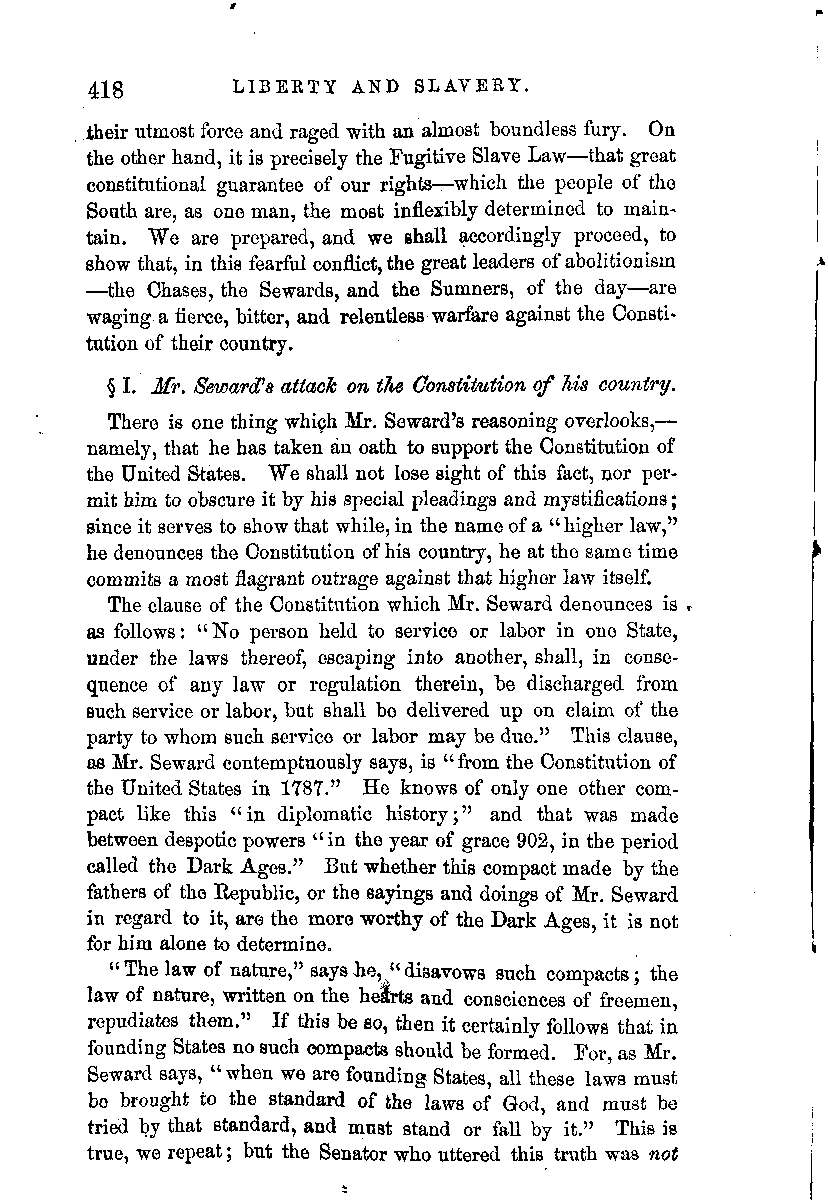 418 LIBERTY AND SLAVERY.
their utmost force and raged with an almost boundless fury. On
the other hand, it is precisely the Fugitive Slave Law—that great
constitutional guarantee of our rights—which the people of the
South are, as one man, the most inflexibly determined to main-
tain. We are prepared, and we shall accordingly proceed, to
show that, in this fearful conflict, the great leaders of abolitionism
—the Chases, the Sewards, and the Sumners, of the day—are
waging a fierce, bitter, and relentless warfare against the Consti-
tution of their country.
§ I. Mr. Seward's attack on the Constitution of his country.
There is one thing which Mr. Seward's reasoning overlooks,—
namely, that he has taken an oath to support the Constitution of
the United States. We shall not lose sight of this fact, nor per-
mit him to obscure it by his special pleadings and mystifications;
since it serves to show that while, in the name of a "higher law,"
he denounces the Constitution of his country, he at the same time
commits a most flagrant outrage against that higher law itself.
The clause of the Constitution which Mr. Seward denounces is
as follows: "No person held to service or labor in one State,
under the laws thereof, escaping into another, shall, in conse-
quence of any law or regulation therein, be discharged from
such service or labor, but shall be delivered up on claim of the
party to whom such service or labor may be due." This clause,
as Mr. Seward contemptuously says, is "from the Constitution of
the United States in 1787." He knows of only one other com-
pact like this "in diplomatic history;" and that was made
between despotic powers "in the year of grace 902, in the period
called the Dark Ages." But whether this compact made by the
fathers of the Republic, or the sayings and doings of Mr. Seward
in regard to it, are the more worthy of the Dark Ages, it is not
for him alone to determine.
"The law of nature," says he, "disavows such compacts; the
law of nature, written on the hearts and consciences of freemen,
repudiates them." If this be so, then it certainly follows that in
founding States no such compacts should be formed. For, as Mr.
Seward says, "when we are founding States, all these laws must
be brought to the standard of the laws of God, and must be
tried by that standard, and must stand or fall by it." This is
true, we repeat; but the Senator who uttered this truth was not